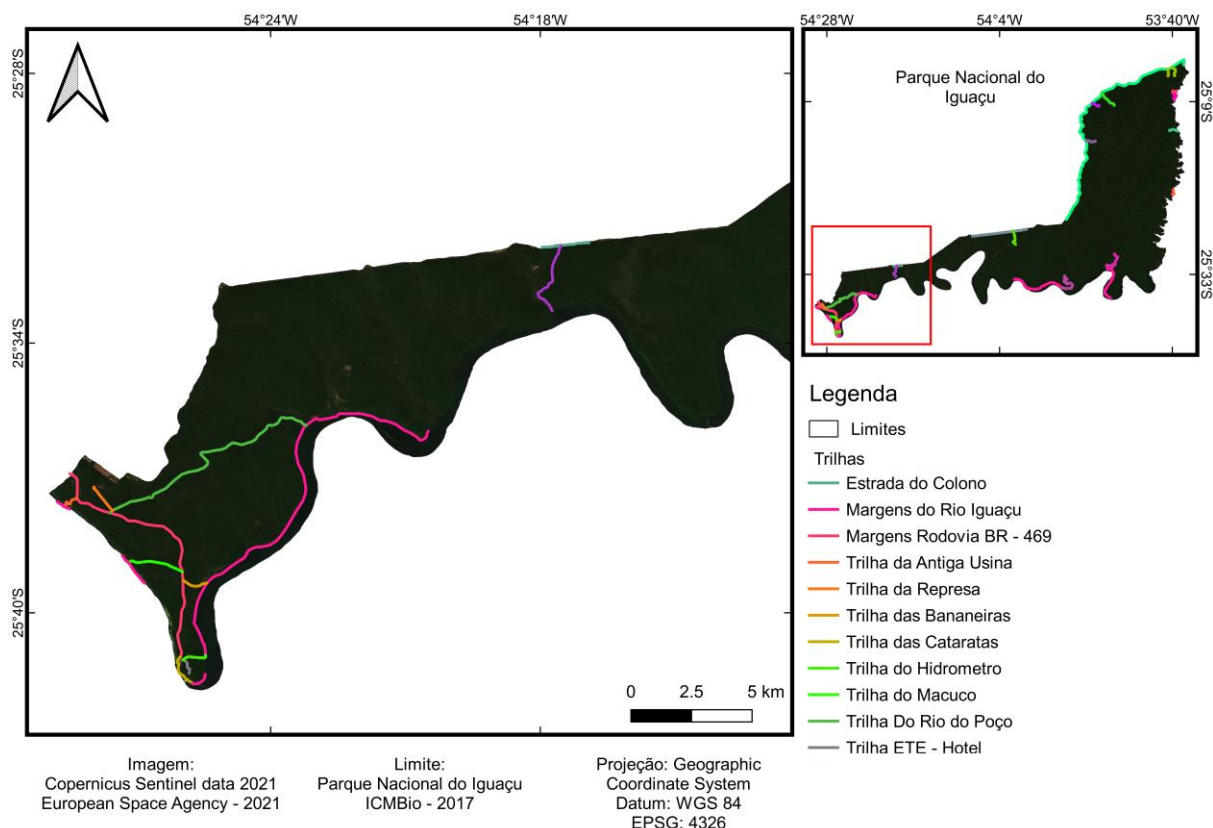 54°24'W
54°18'W
25°28'S
25°34'S
25°40'S
0 2.5 5 km
54°28'W
54°4'W
53°40'W
Parque Nacional do
Iguaçu
25°9'S
25°33'S
Legenda
Limites
Trilhas
Estrada do Colono
Margens do Rio Iguaçu
Margens Rodovia BR - 469
Trilha da Antiga Usina
Trilha da Represa
Trilha das Bananeiras
Trilha das Cataratas
Trilha do Hidrometro
Trilha do Macuco
Trilha Do Rio do Poço
Trilha ETE - Hotel
Imagem:
Copernicus Sentinel data 2021
European Space Agency - 2021
Limite:
Parque Nacional do Iguaçu
ICMBio - 2017
Projeção: Geographic
Coordinate System
Datum: WGS 84
EPSG: 4326